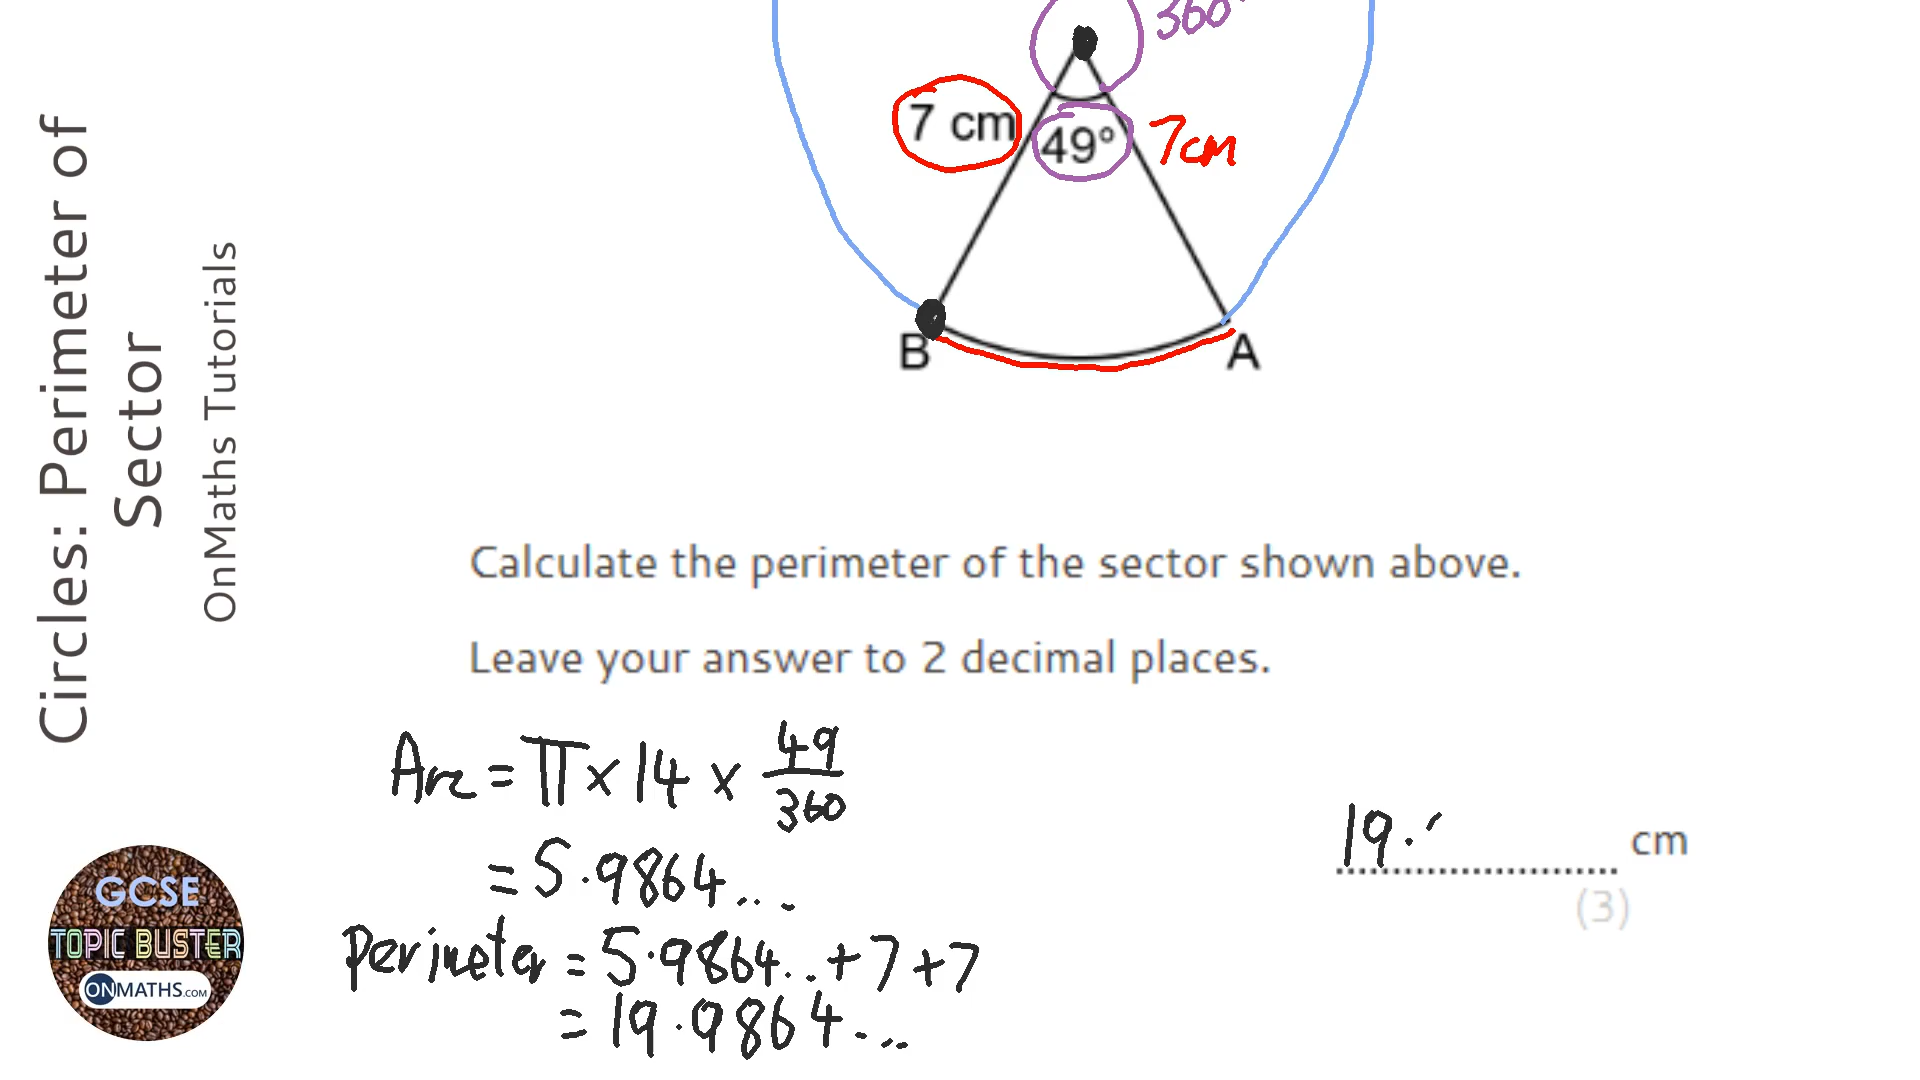 Circles: Perimeter of
Sector
OnMaths Tutorials
360°
7 cm
49°
7cm
B
A
Calculate the perimeter of the sector shown above.
Leave your answer to 2 decimal places.
Arc = π × 14 × 49/360
= 5.9864...
Perimeter = 5.9864.. + 7 + 7
= 19.9864...
19.
cm
(3)
GCSE
TOPIC BUSTER
ONMATHS.COM